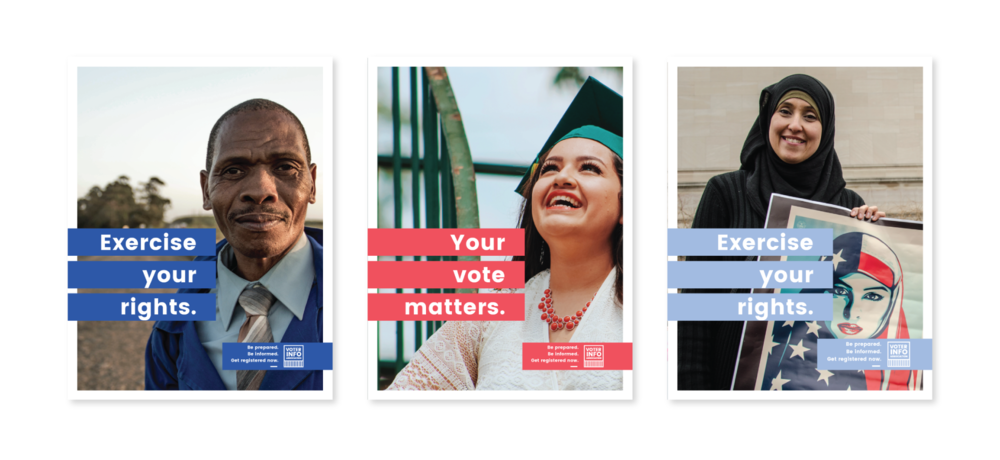 Exercise
your
rights.
Be prepared.
Be informed.
Get registered now.
VOTER
INFO
Your
vote
matters.
Be prepared.
Be informed.
Get registered now.
VOTER
INFO
Exercise
your
rights.
Be prepared.
Be informed.
Get registered now.
VOTER
INFO